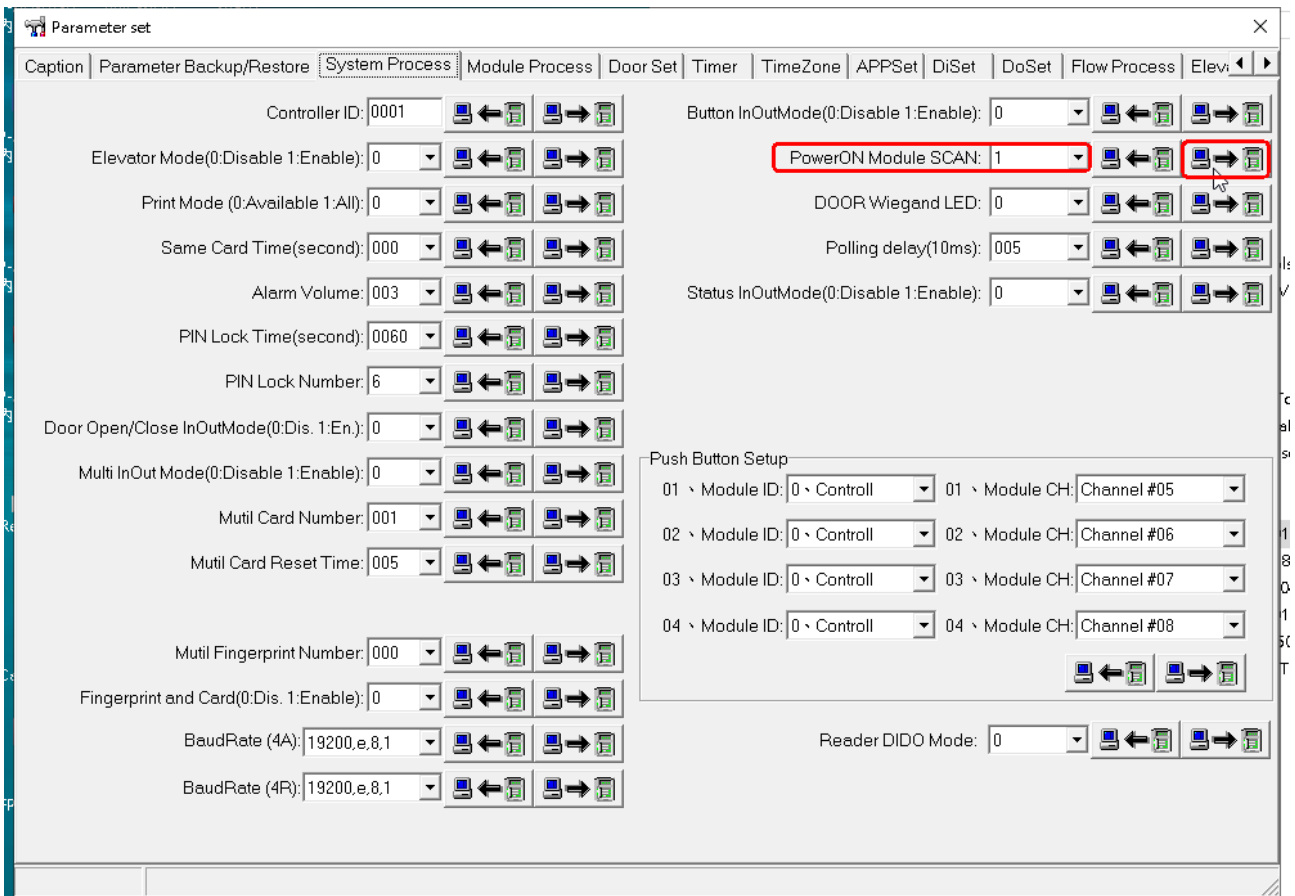 Parameter set
Caption Parameter Backup/Restore System Process Module Process Door Set Timer TimeZone APPSet DiSet DoSet Flow Process
Controller ID: 0001
Elevator Mode(0:Disable 1:Enable): 0
Print Mode (0:Available 1:All): 0
Same Card Time(second): 000
Alarm Volume: 003
PIN Lock Time(second): 0060
PIN Lock Number: 6
Door Open/Close InOutMode(0:Dis. 1:En.): 0
Multi InOut Mode(0:Disable 1:Enable): 0
Mutil Card Number: 001
Mutil Card Reset Time: 005
Mutil Fingerprint Number: 000
Fingerprint and Card(0:Dis. 1:Enable): 0
BaudRate (4A): 19200,e,8,1
BaudRate (4R): 19200,e,8,1
Button InOutMode(0:Disable 1:Enable): 0
PowerON Module SCAN: 1
DOOR Wiegand LED: 0
Polling delay(10ms): 005
Status InOutMode(0:Disable 1:Enable): 0
Push Button Setup
01、Module ID: 0、Controll 01、Module CH: Channel #05
02、Module ID: 0、Controll 02、Module CH: Channel #06
03、Module ID: 0、Controll 03、Module CH: Channel #07
04、Module ID: 0、Controll 04、Module CH: Channel #08
Reader DIDO Mode: 0